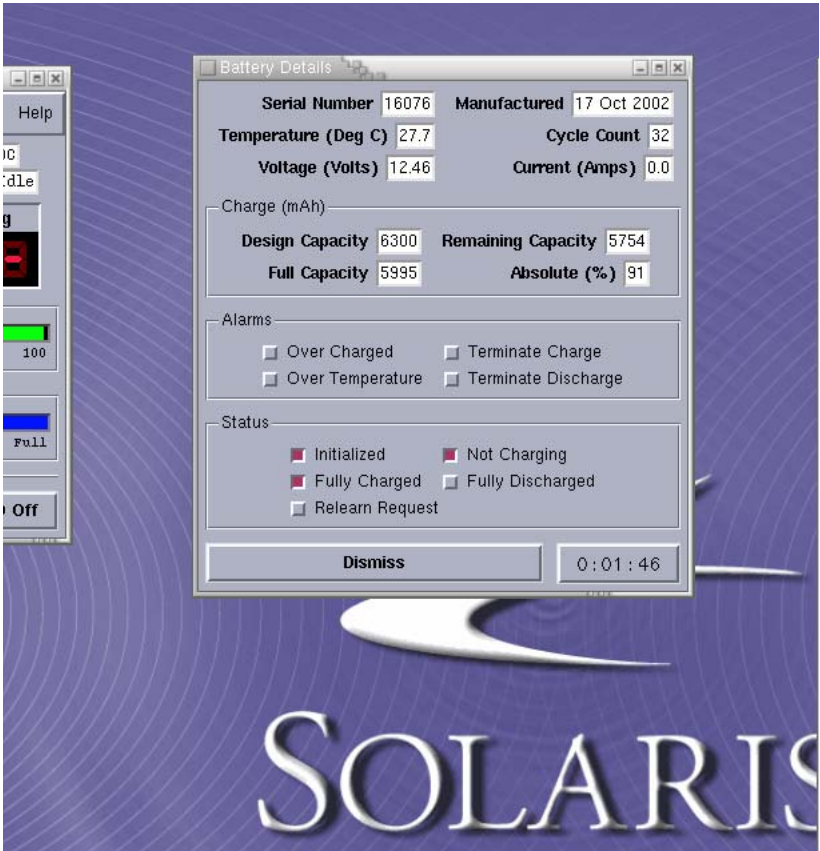 Battery Details
Serial Number 16076 Manufactured 17 Oct 2002
Temperature (Deg C) 27.7 Cycle Count 32
Voltage (Volts) 12.46 Current (Amps) 0.0
Charge (mAh)
Design Capacity 6300 Remaining Capacity 5754
Full Capacity 5995 Absolute (%) 91
Alarms
Over Charged Terminate Charge
Over Temperature Terminate Discharge
Status
Initialized Not Charging
Fully Charged Fully Discharged
Relearn Request
Dismiss 0:01:46
Help
100
Full
Off
SOLARIS